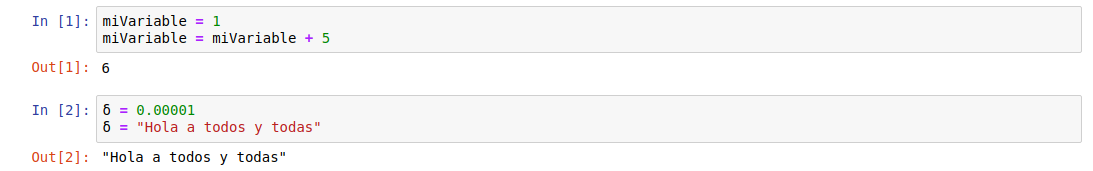 In [1]: miVariable = 1
miVariable = miVariable + 5
Out[1]: 6
In [2]: δ = 0.00001
δ = "Hola a todos y todas"
Out[2]: "Hola a todos y todas"